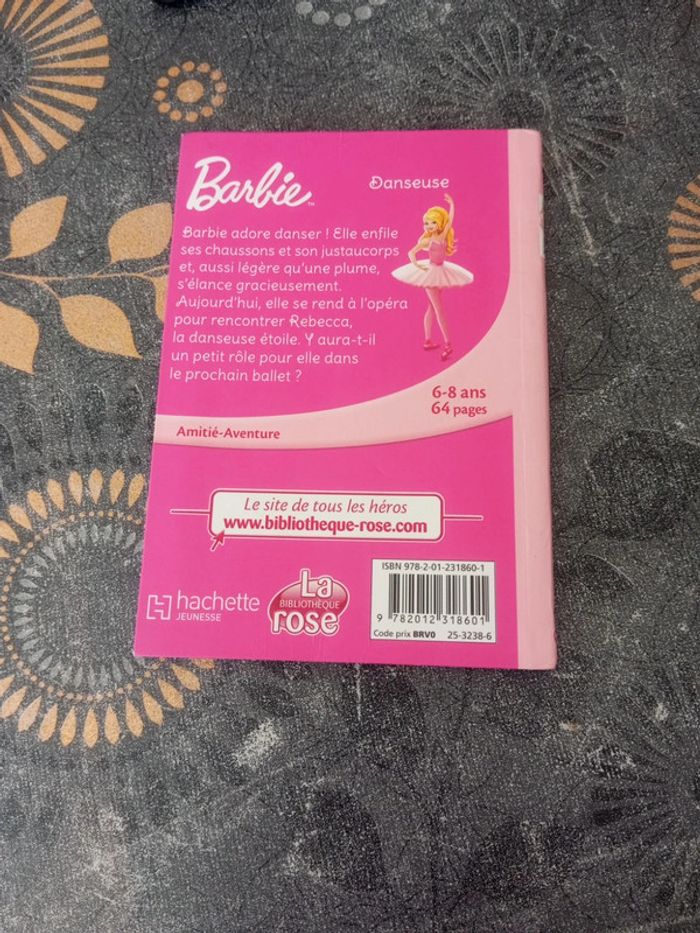 Barbie™
Danseuse
Barbie adore danser ! Elle enfile
ses chaussons et son justaucorps
et, aussi légère qu'une plume,
s'élance gracieusement.
Aujourd'hui, elle se rend à l'opéra
pour rencontrer Rebecca,
la danseuse étoile. Y aura-t-il
un petit rôle pour elle dans
le prochain ballet ?
6-8 ans
64 pages
Amitié-Aventure
Le site de tous les héros
www.bibliotheque-rose.com
hachette
JEUNESSE
La
BIBLIOTHÈQUE
rose
ISBN 978-2-01-231860-1
9 782012 318601
Code prix BRV0 25-3238-6